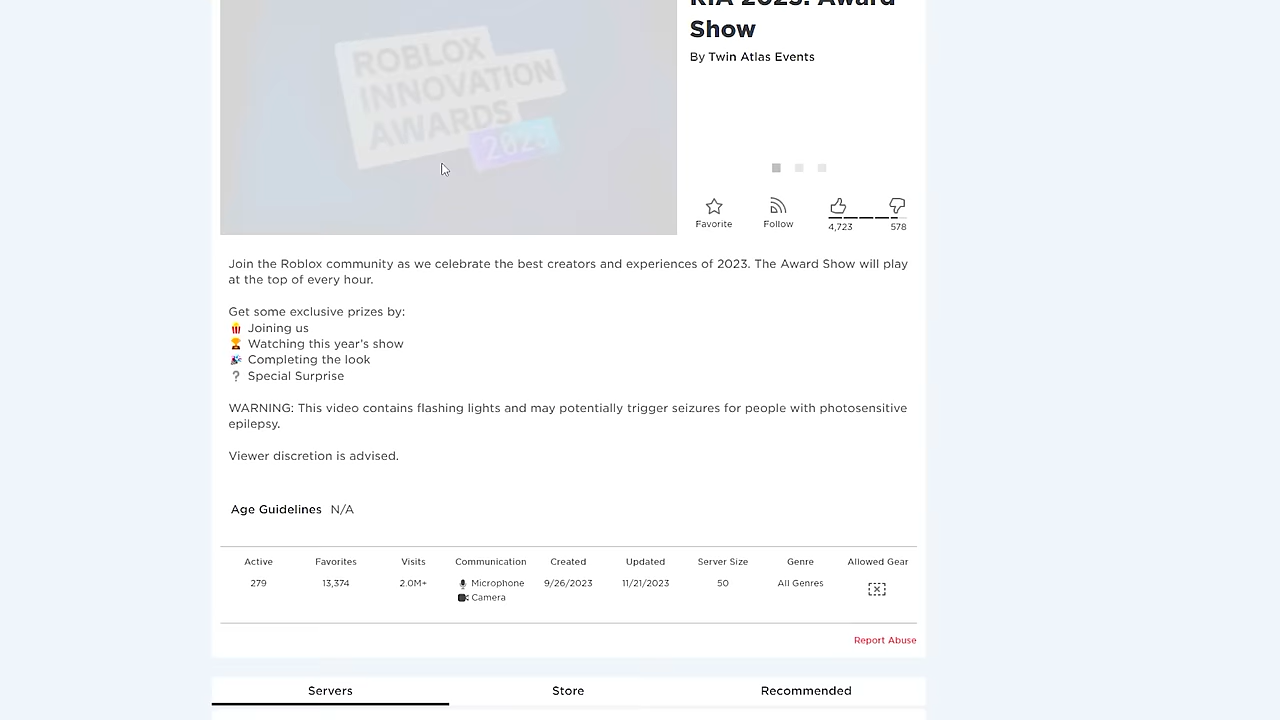 RIA 2023: Award
Show
By Twin Atlas Events
ROBLOX
INNOVATION
AWARDS
2023
Favorite
Follow
4,723
578
Join the Roblox community as we celebrate the best creators and experiences of 2023. The Award Show will play
at the top of every hour.
Get some exclusive prizes by:
🍿 Joining us
🏆 Watching this year's show
🎉 Completing the look
❔ Special Surprise
WARNING: This video contains flashing lights and may potentially trigger seizures for people with photosensitive
epilepsy.
Viewer discretion is advised.
Age Guidelines N/A
Active Favorites Visits Communication Created Updated Server Size Genre Allowed Gear
279 13,374 2.0M+ Microphone 9/26/2023 11/21/2023 50 All Genres
Camera
Report Abuse
Servers Store Recommended